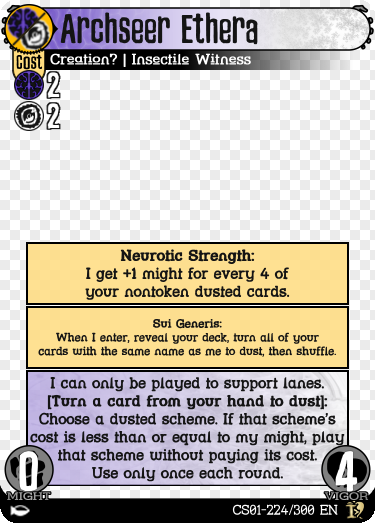 Archseer Ethera
Cost
Creation? | Insectile Witness
2
2
Neurotic Strength:
I get +1 might for every 4 of
your nontoken dusted cards.
Sui Generis:
When I enter, reveal your deck, turn all of your
cards with the same name as me to dust, then shuffle.
I can only be played to support lanes.
[Turn a card from your hand to dust]:
Choose a dusted scheme. If that scheme's
cost is less than or equal to my might, play
that scheme without paying its cost.
Use only once each round.
0
MIGHT
4
VIGOR
CS01-224/300 EN